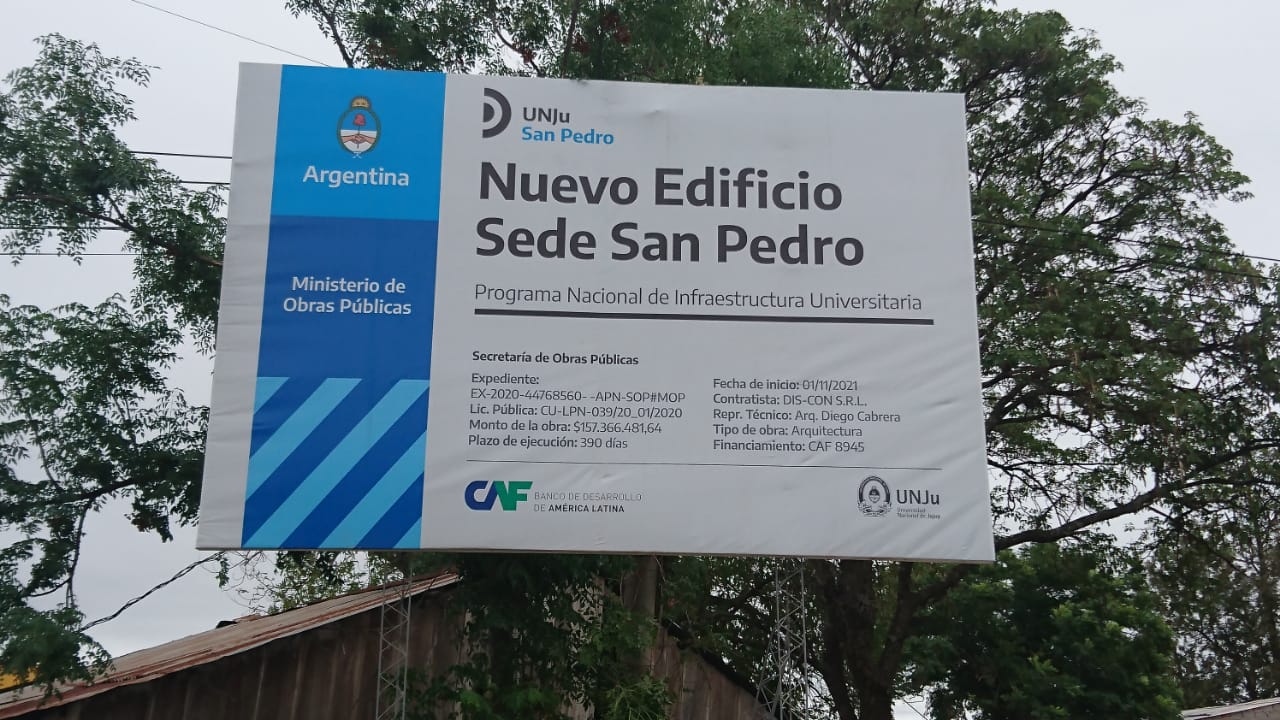 Argentina
Ministerio de
Obras Públicas
UNJu
San Pedro
Nuevo Edificio
Sede San Pedro
Programa Nacional de Infraestructura Universitaria
Secretaría de Obras Públicas
Expediente:
EX-2020-44768560- -APN-SOP#MOP
Lic. Pública: CU-LPN-039/20_01/2020
Monto de la obra: $157.366.481,64
Plazo de ejecución: 390 días
Fecha de inicio: 01/11/2021
Contratista: DIS-CON S.R.L.
Repr. Técnico: Arq. Diego Cabrera
Tipo de obra: Arquitectura
Financiamiento: CAF 8945
CAF
BANCO DE DESARROLLO
DE AMÉRICA LATINA
UNJu
Universidad
Nacional de Jujuy